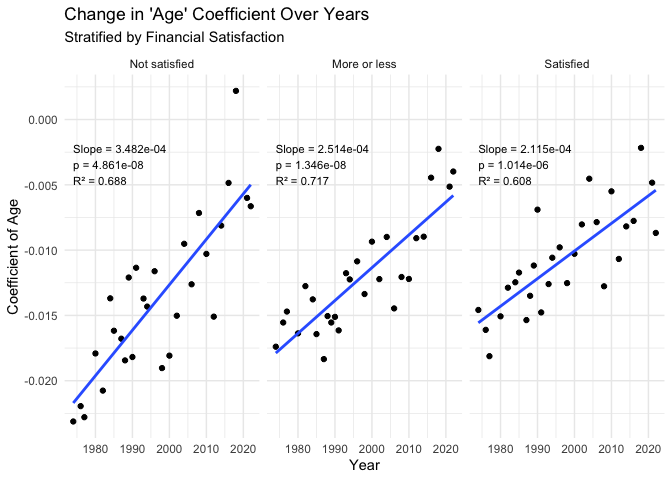 Change in 'Age' Coefficient Over Years
Stratified by Financial Satisfaction
Not satisfied
More or less
Satisfied
0.000
-0.005
-0.010
-0.015
-0.020
Coefficient of Age
Slope = 3.482e-04
p = 4.861e-08
R² = 0.688
Slope = 2.514e-04
p = 1.346e-08
R² = 0.717
Slope = 2.115e-04
p = 1.014e-06
R² = 0.608
1980 1990 2000 2010 2020
1980 1990 2000 2010 2020
1980 1990 2000 2010 2020
Year